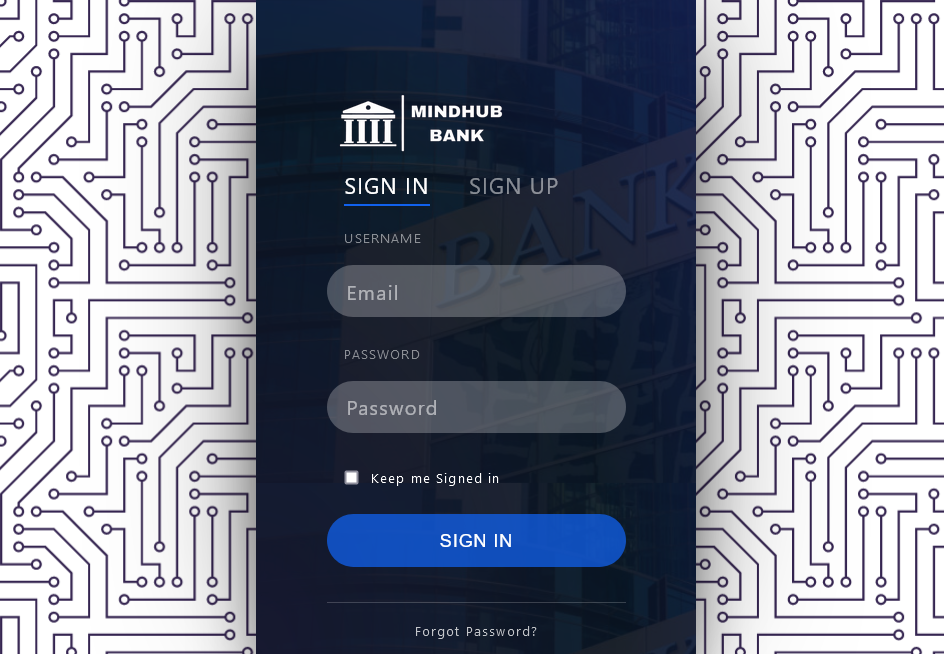 MINDHUB
BANK
SIGN IN SIGN UP
BANK
USERNAME
Email
PASSWORD
Password
Keep me Signed in
SIGN IN
Forgot Password?